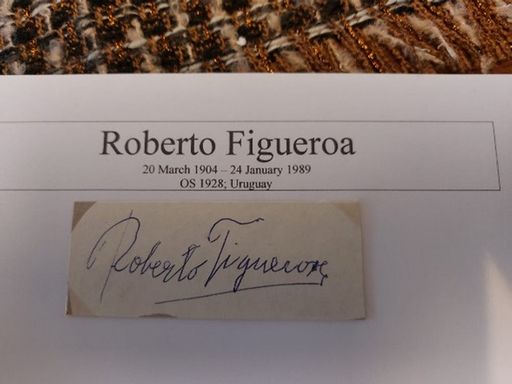 Roberto Figueroa
20 March 1904 – 24 January 1989
OS 1928; Uruguay
Roberto Figueroa